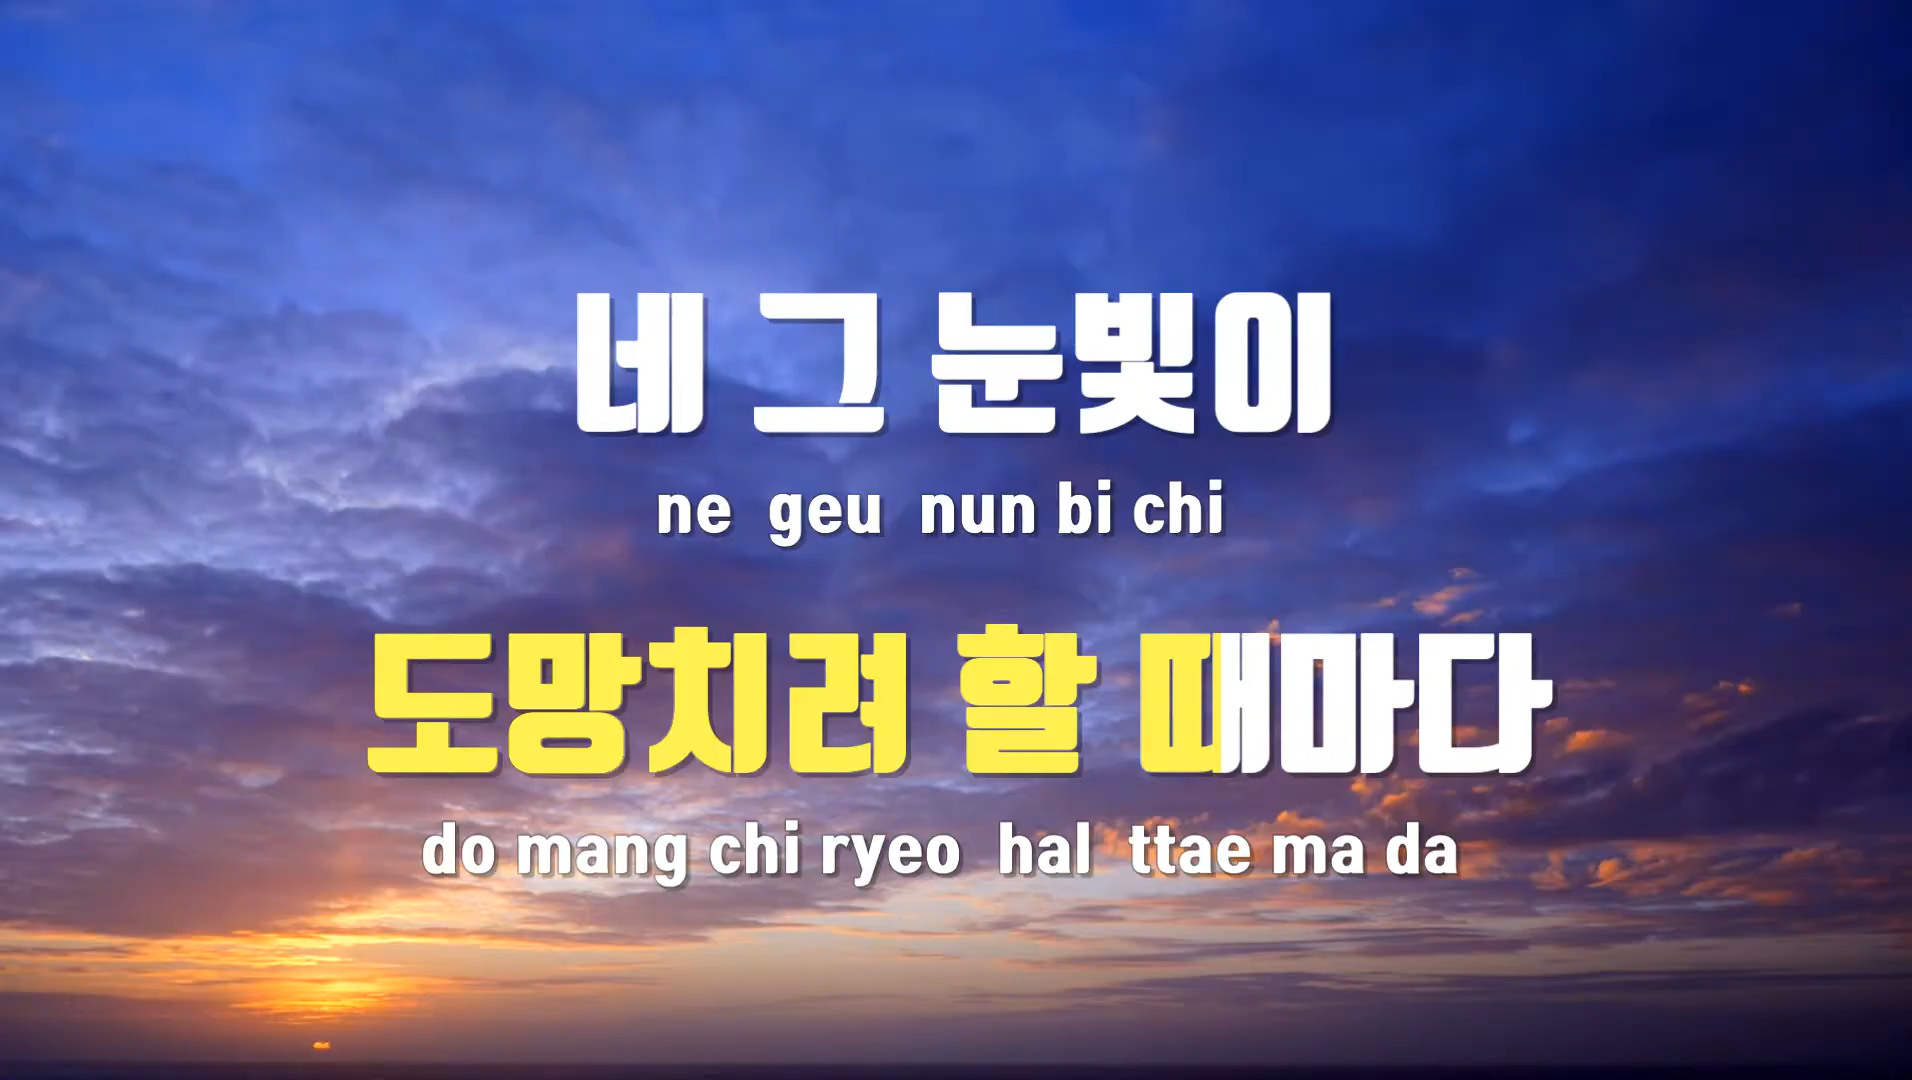 네 그 눈빛이
ne geu nun bi chi
도망치려 할 때마다
do mang chi ryeo hal ttae ma da